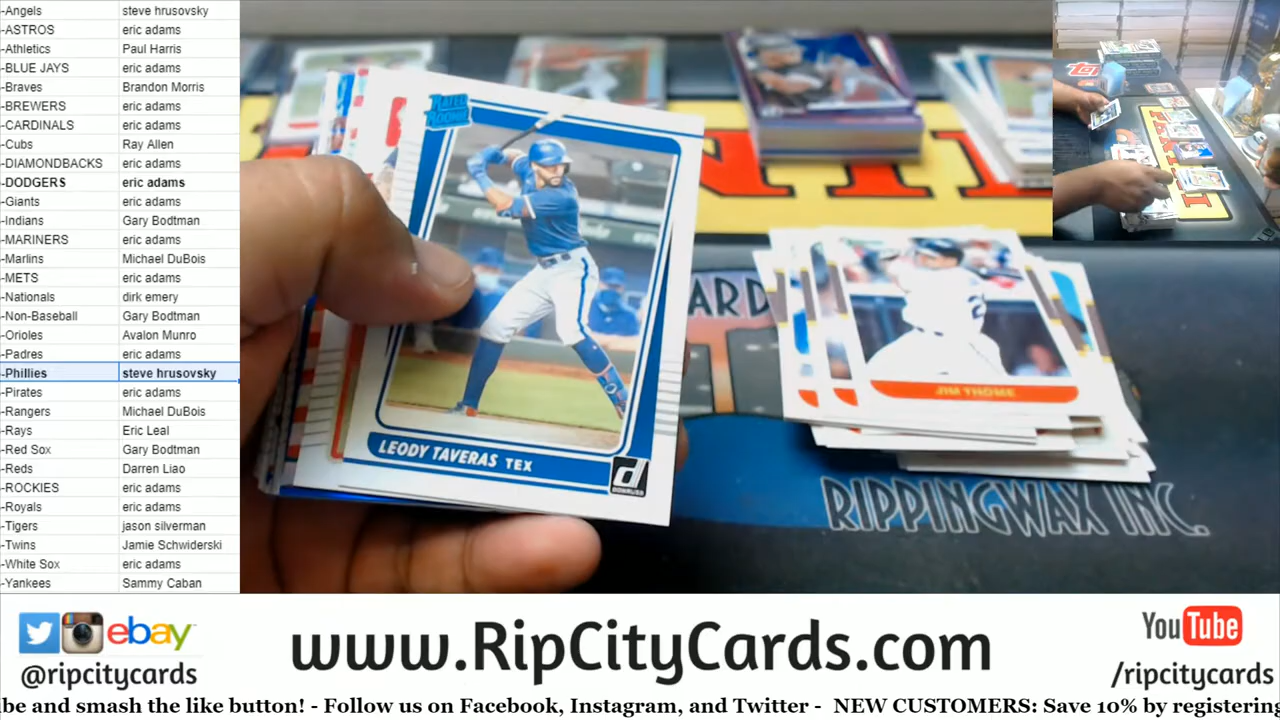 -Angels steve hrusovsky
-ASTROS eric adams
-Athletics Paul Harris
-BLUE JAYS eric adams
-Braves Brandon Morris
-BREWERS eric adams
-CARDINALS eric adams
-Cubs Ray Allen
-DIAMONDBACKS eric adams
-DODGERS eric adams
-Giants eric adams
-Indians Gary Bodtman
-MARINERS eric adams
-Marlins Michael DuBois
-METS eric adams
-Nationals dirk emery
-Non-Baseball Gary Bodtman
-Orioles Avalon Munro
-Padres eric adams
-Phillies steve hrusovsky
-Pirates eric adams
-Rangers Michael DuBois
-Rays Eric Leal
-Red Sox Gary Bodtman
-Reds Darren Liao
-ROCKIES eric adams
-Royals eric adams
-Tigers jason silverman
-Twins Jamie Schwiderski
-White Sox eric adams
-Yankees Sammy Caban
RATED
ROOKIE
LEODY TAVERAS TEX
DONRUSS
JIM THOME
RIPPINGWAX INC.
ebay
@ripcitycards
www.RipCityCards.com
YouTube
/ripcitycards
be and smash the like button! - Follow us on Facebook, Instagram, and Twitter - NEW CUSTOMERS: Save 10% by registering